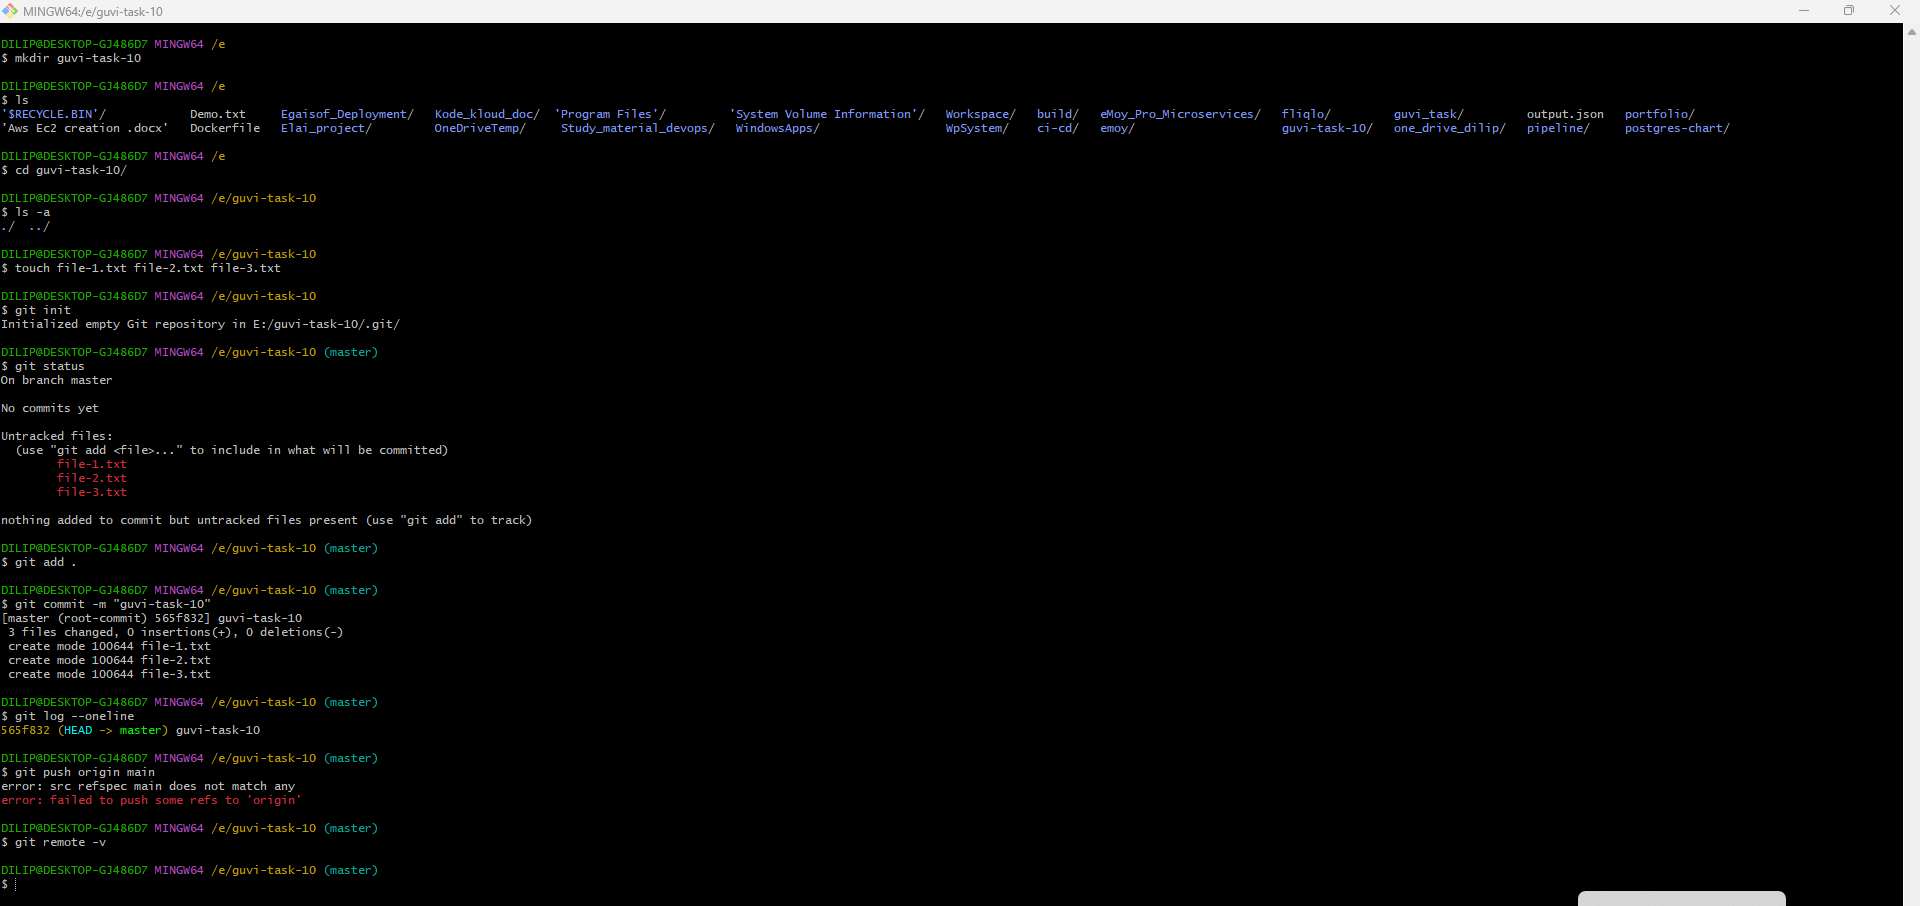 MINGW64:/e/guvi-task-10
DILIP@DESKTOP-GJ486D7 MINGW64 /e
$ mkdir guvi-task-10
DILIP@DESKTOP-GJ486D7 MINGW64 /e
$ ls
'$RECYCLE.BIN'/ Demo.txt Egaisof_Deployment/ Kode_kloud_doc/ 'Program Files'/ 'System Volume Information'/ Workspace/ build/ eMoy_Pro_Microservices/ fliqlo/ guvi_task/ output.json portfolio/
'Aws Ec2 creation .docx' Dockerfile Elai_project/ OneDriveTemp/ Study_material_devops/ WindowsApps/ WpSystem/ ci-cd/ emoy/ guvi-task-10/ one_drive_dilip/ pipeline/ postgres-chart/
DILIP@DESKTOP-GJ486D7 MINGW64 /e
$ cd guvi-task-10/
DILIP@DESKTOP-GJ486D7 MINGW64 /e/guvi-task-10
$ ls -a
./ ../
DILIP@DESKTOP-GJ486D7 MINGW64 /e/guvi-task-10
$ touch file-1.txt file-2.txt file-3.txt
DILIP@DESKTOP-GJ486D7 MINGW64 /e/guvi-task-10
$ git init
Initialized empty Git repository in E:/guvi-task-10/.git/
DILIP@DESKTOP-GJ486D7 MINGW64 /e/guvi-task-10 (master)
$ git status
On branch master
No commits yet
Untracked files:
(use "git add <file>..." to include in what will be committed)
file-1.txt
file-2.txt
file-3.txt
nothing added to commit but untracked files present (use "git add" to track)
DILIP@DESKTOP-GJ486D7 MINGW64 /e/guvi-task-10 (master)
$ git add .
DILIP@DESKTOP-GJ486D7 MINGW64 /e/guvi-task-10 (master)
$ git commit -m "guvi-task-10"
[master (root-commit) 565f832] guvi-task-10
3 files changed, 0 insertions(+), 0 deletions(-)
create mode 100644 file-1.txt
create mode 100644 file-2.txt
create mode 100644 file-3.txt
DILIP@DESKTOP-GJ486D7 MINGW64 /e/guvi-task-10 (master)
$ git log --oneline
565f832 (HEAD -> master) guvi-task-10
DILIP@DESKTOP-GJ486D7 MINGW64 /e/guvi-task-10 (master)
$ git push origin main
error: src refspec main does not match any
error: failed to push some refs to 'origin'
DILIP@DESKTOP-GJ486D7 MINGW64 /e/guvi-task-10 (master)
$ git remote -v
DILIP@DESKTOP-GJ486D7 MINGW64 /e/guvi-task-10 (master)
$